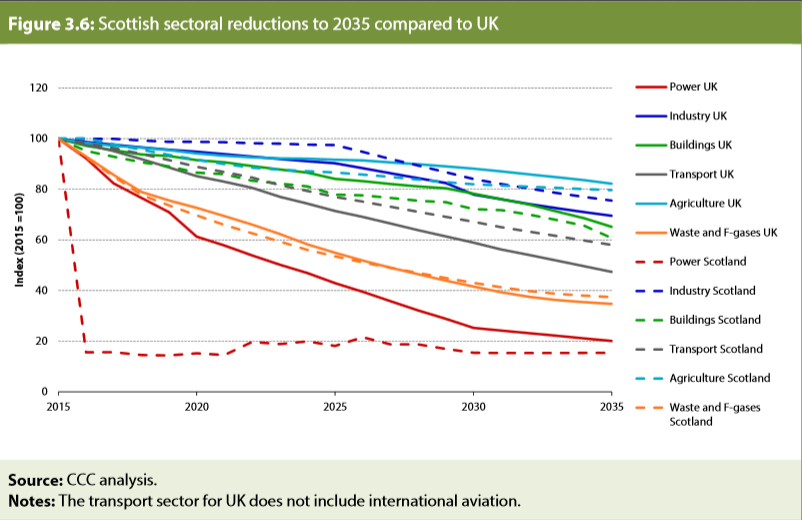 Figure 3.6: Scottish sectoral reductions to 2035 compared to UK
120
100
80
60
40
20
0
Index (2015 =100)
2015
2020
2025
2030
2035
Power UK
Industry UK
Buildings UK
Transport UK
Agriculture UK
Waste and F-gases UK
Power Scotland
Industry Scotland
Buildings Scotland
Transport Scotland
Agriculture Scotland
Waste and F-gases
Scotland
Source: CCC analysis.
Notes: The transport sector for UK does not include international aviation.